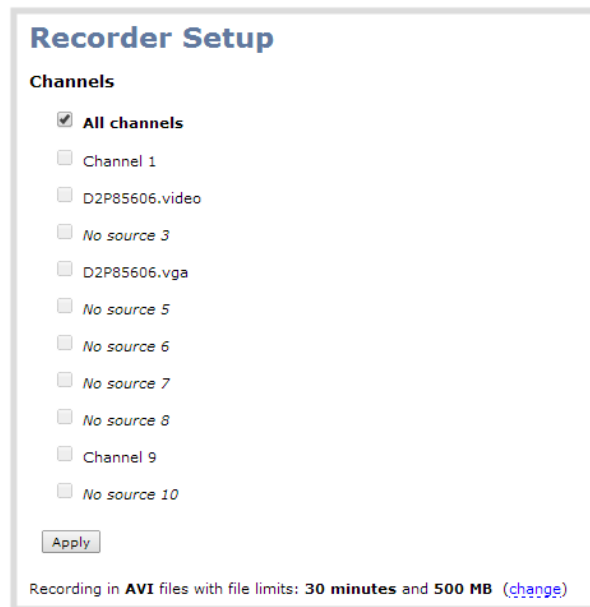 Recorder Setup
Channels
All channels
Channel 1
D2P85606.video
No source 3
D2P85606.vga
No source 5
No source 6
No source 7
No source 8
Channel 9
No source 10
Apply
Recording in AVI files with file limits: 30 minutes and 500 MB (change)